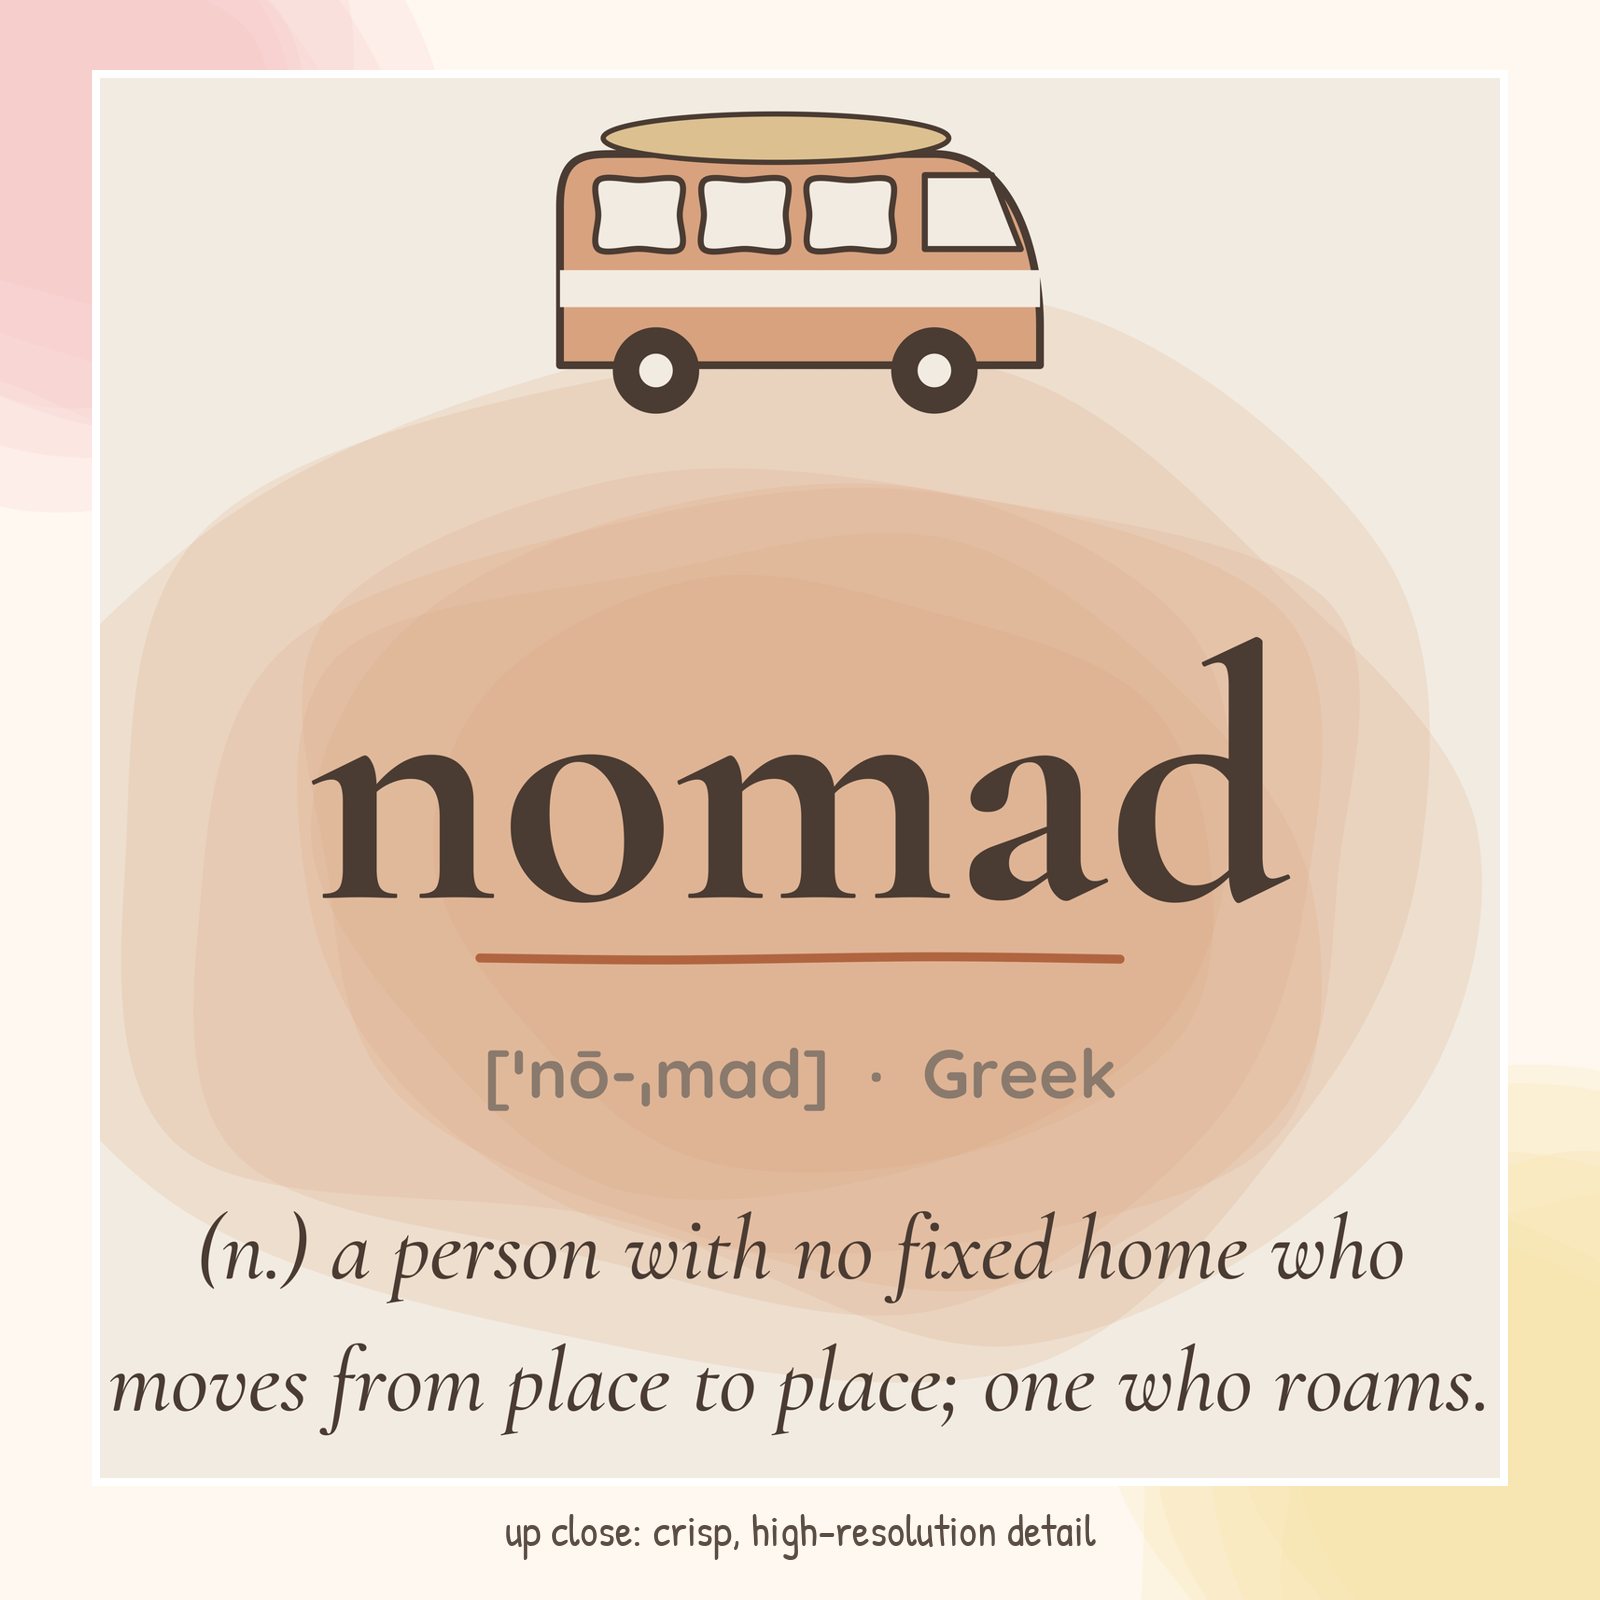 nomad
[ˈnō-ˌmad] · Greek
(n.) a person with no fixed home who
moves from place to place; one who roams.
up close: crisp, high-resolution detail